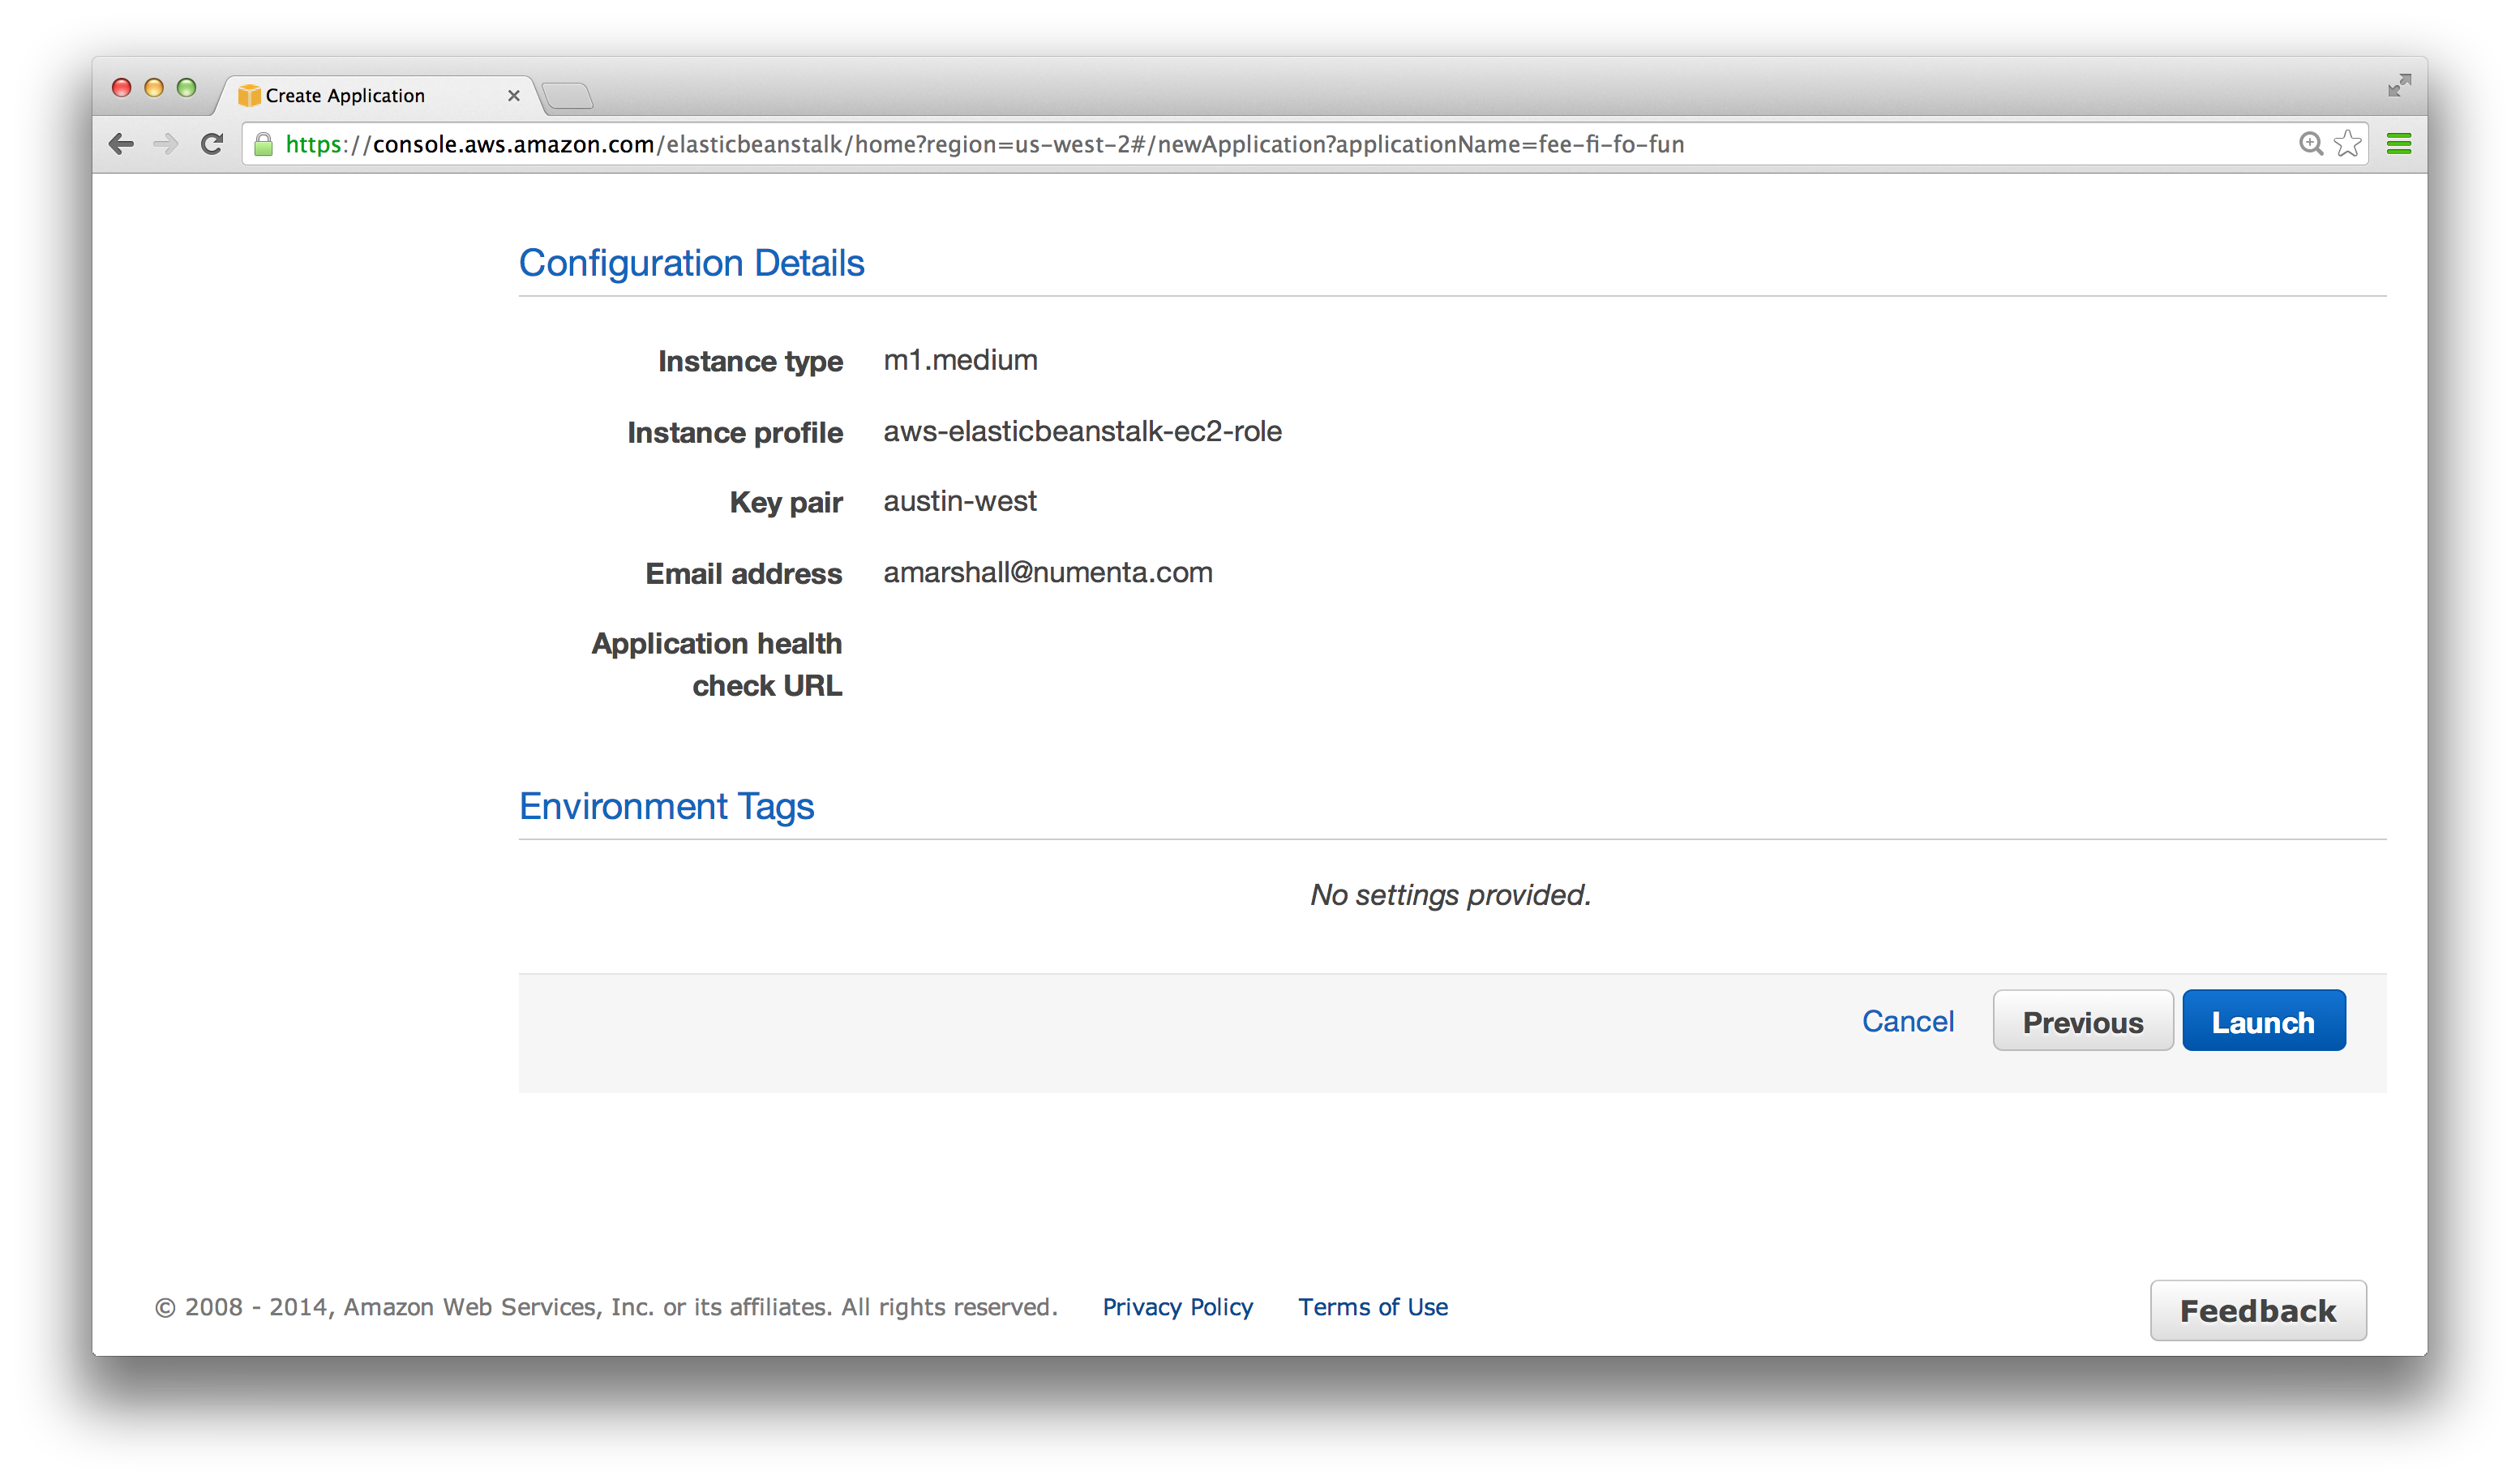 Create Application
https://console.aws.amazon.com/elasticbeanstalk/home?region=us-west-2#/newApplication?applicationName=fee-fi-fo-fun
Configuration Details
Instance type m1.medium
Instance profile aws-elasticbeanstalk-ec2-role
Key pair austin-west
Email address amarshall@numenta.com
Application health
check URL
Environment Tags
No settings provided.
Cancel Previous Launch
© 2008 - 2014, Amazon Web Services, Inc. or its affiliates. All rights reserved. Privacy Policy Terms of Use
Feedback